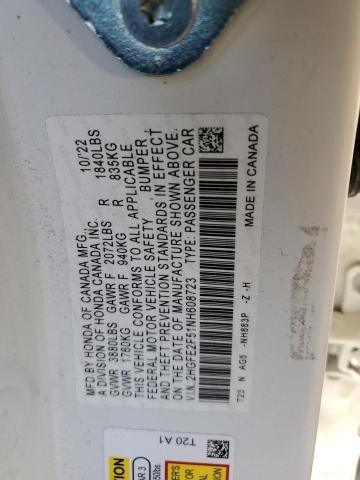 MFD BY HONDA OF CANADA MFG. 10/'22
A DIVISION OF HONDA CANADA INC.
GVWR 3880LBS GAWR F 2072LBS R 1840LBS
GVWR 1760KG GAWR F 940KG R 835KG
THIS VEHICLE CONFORMS TO ALL APPLICABLE
FEDERAL MOTOR VEHICLE SAFETY BUMPER,
AND THEFT PREVENTION STANDARDS IN EFFECT
ON THE DATE OF MANUFACTURE SHOWN ABOVE.
V.I.N: 2HGFE2F51NH608723 TYPE: PASSENGER CAR
T23 N AG5 -NH883P -Z -H MADE IN CANADA
T20 A1